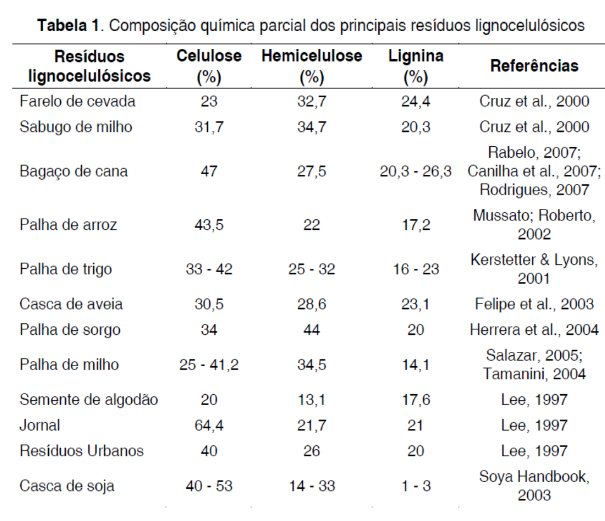 Tabela 1. Composição química parcial dos principais resíduos lignocelulósicos
Resíduos lignocelulósicos Celulose (%) Hemicelulose (%) Lignina (%) Referências
Farelo de cevada 23 32,7 24,4 Cruz et al., 2000
Sabugo de milho 31,7 34,7 20,3 Cruz et al., 2000
Bagaço de cana 47 27,5 20,3 - 26,3 Rabelo, 2007; Canilha et al., 2007; Rodrigues, 2007
Palha de arroz 43,5 22 17,2 Mussato; Roberto, 2002
Palha de trigo 33 - 42 25 - 32 16 - 23 Kerstetter & Lyons, 2001
Casca de aveia 30,5 28,6 23,1 Felipe et al., 2003
Palha de sorgo 34 44 20 Herrera et al., 2004
Palha de milho 25 - 41,2 34,5 14,1 Salazar, 2005; Tamanini, 2004
Semente de algodão 20 13,1 17,6 Lee, 1997
Jornal 64,4 21,7 21 Lee, 1997
Resíduos Urbanos 40 26 20 Lee, 1997
Casca de soja 40 - 53 14 - 33 1 - 3 Soya Handbook, 2003